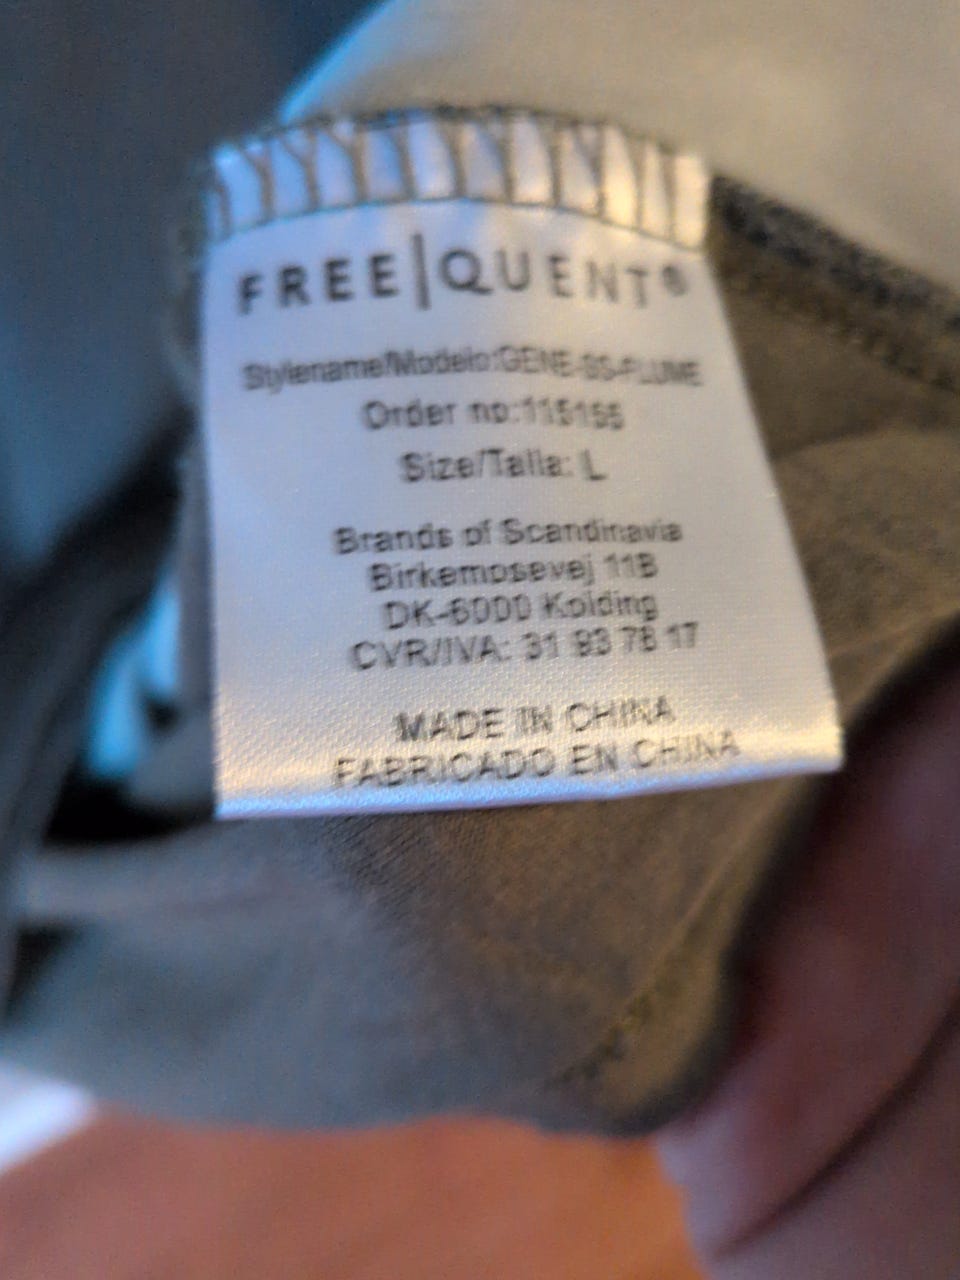 FREE|QUENT®
Stylename/Modelo:GENE-SS-PLUME
Order no:115155
Size/Talla: L
Brands of Scandinavia
Birkemosevej 11B
DK-6000 Kolding
CVR/IVA: 31 93 78 17
MADE IN CHINA
FABRICADO EN CHINA